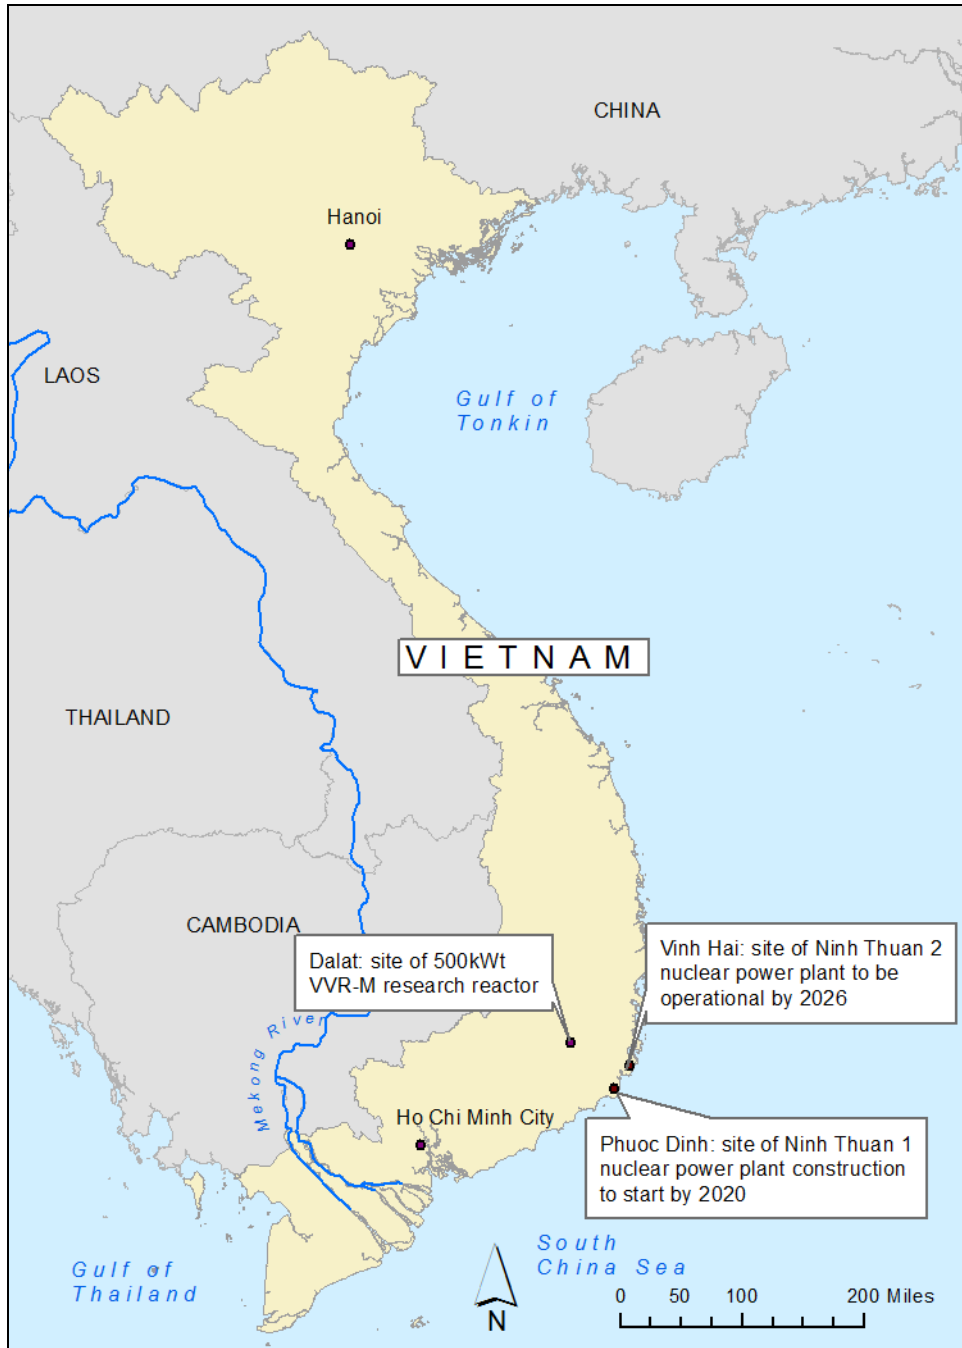 CHINA
Hanoi
LAOS
Gulf of
Tonkin
VIETNAM
THAILAND
CAMBODIA
Dalat: site of 500kWt
VVR-M research reactor
Vinh Hai: site of Ninh Thuan 2
nuclear power plant to be
operational by 2026
Mekong River
Ho Chi Minh City
Phuoc Dinh: site of Ninh Thuan 1
nuclear power plant construction
to start by 2020
South
China Sea
Gulf of
Thailand
N
0 50 100 200 Miles